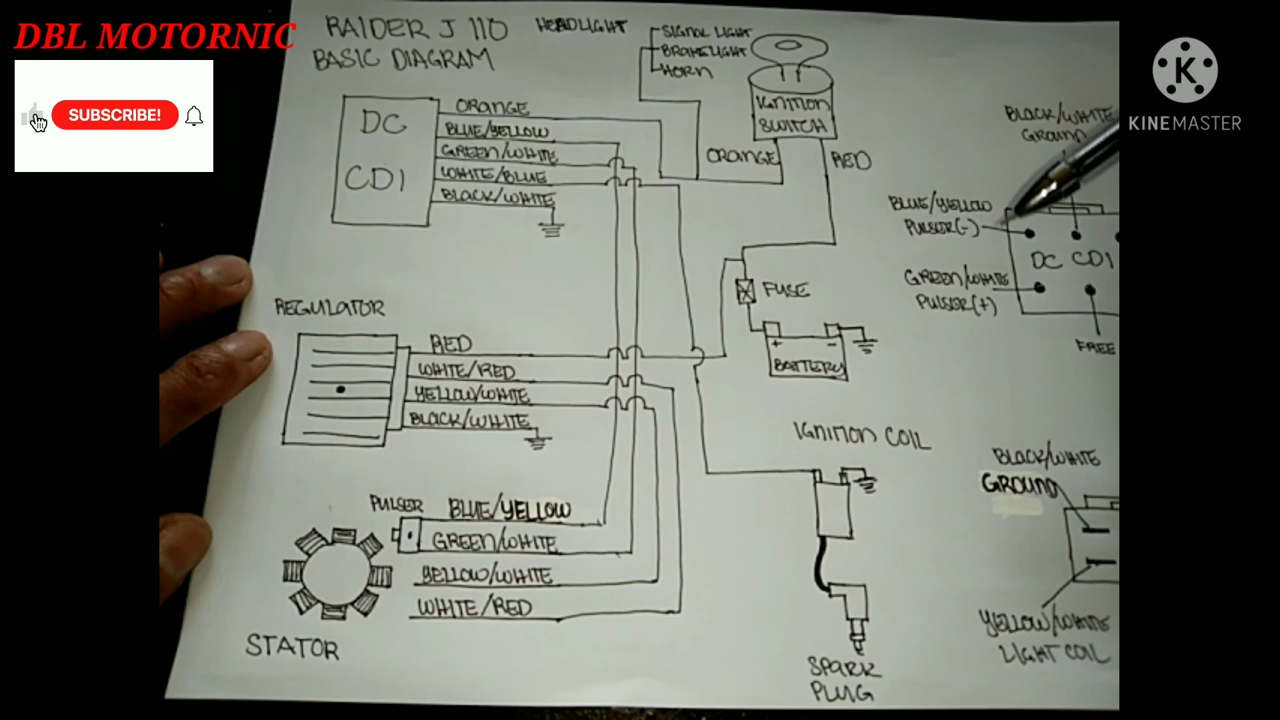 DBL MOTORNIC
SUBSCRIBE!
K
KINEMASTER
RAIDER J 110
BASIC DIAGRAM
HEADLIGHT
SIGNAL LIGHT
BRAKELIGHT
HORN
IGNITION
SWITCH
ORANGE
RED
DC
CDI
ORANGE
BLUE/YELLOW
GREEN/WHITE
WHITE/BLUE
BLACK/WHITE
BLACK/WHITE
GROUND
BLUE/YELLOW
PULSER(-)
DC CDI
GREEN/WHITE
PULSER(+)
FREE
FUSE
+ -
BATTERY
REGULATOR
RED
WHITE/RED
YELLOW/WHITE
BLACK/WHITE
IGNITION COIL
SPARK
PLUG
BLACK/WHITE
GROUND
YELLOW/WHITE
LIGHT COIL
PULSER
BLUE/YELLOW
GREEN/WHITE
YELLOW/WHITE
WHITE/RED
STATOR